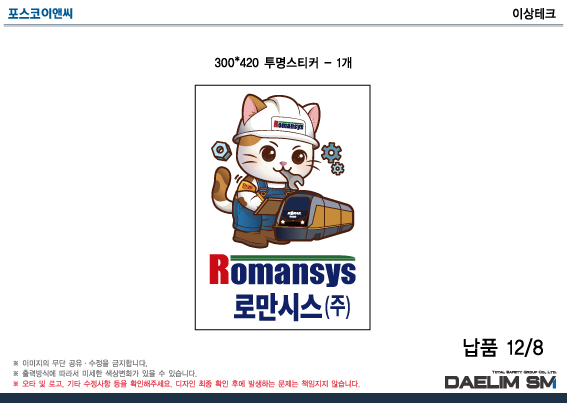 포스코이앤씨
이상테크
300*420 투명스티커 - 1개
Romansys
Romansys
로만시스(주)
납품 12/8
※ 이미지의 무단 공유·수정을 금지합니다.
※ 출력방식에 따라서 미세한 색상변화가 있을 수 있습니다.
※ 오타 및 로고, 기타 수정사항 등을 확인해주세요. 디자인 최종 확인 후에 발생하는 문제는 책임지지 않습니다.
TOTAL SAFETY GROUP CO., LTD.
DAELIM SM